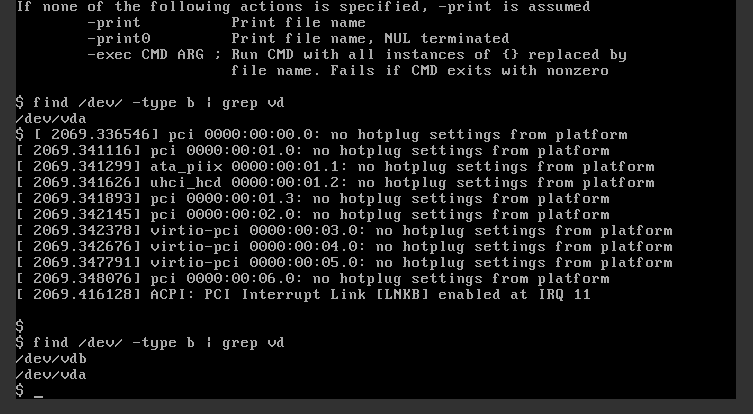 If none of the following actions is specified, -print is assumed
-print Print file name
-print0 Print file name, NUL terminated
-exec CMD ARG ; Run CMD with all instances of {} replaced by
file name. Fails if CMD exits with nonzero
$ find /dev/ -type b | grep vd
/dev/vda
$ [ 2069.336546] pci 0000:00:00.0: no hotplug settings from platform
[ 2069.341116] pci 0000:00:01.0: no hotplug settings from platform
[ 2069.341299] ata_piix 0000:00:01.1: no hotplug settings from platform
[ 2069.341626] uhci_hcd 0000:00:01.2: no hotplug settings from platform
[ 2069.341893] pci 0000:00:01.3: no hotplug settings from platform
[ 2069.342145] pci 0000:00:02.0: no hotplug settings from platform
[ 2069.342378] virtio-pci 0000:00:03.0: no hotplug settings from platform
[ 2069.342676] virtio-pci 0000:00:04.0: no hotplug settings from platform
[ 2069.347791] virtio-pci 0000:00:05.0: no hotplug settings from platform
[ 2069.348076] pci 0000:00:06.0: no hotplug settings from platform
[ 2069.416128] ACPI: PCI Interrupt Link [LNKB] enabled at IRQ 11
$
$ find /dev/ -type b | grep vd
/dev/vdb
/dev/vda
$ _